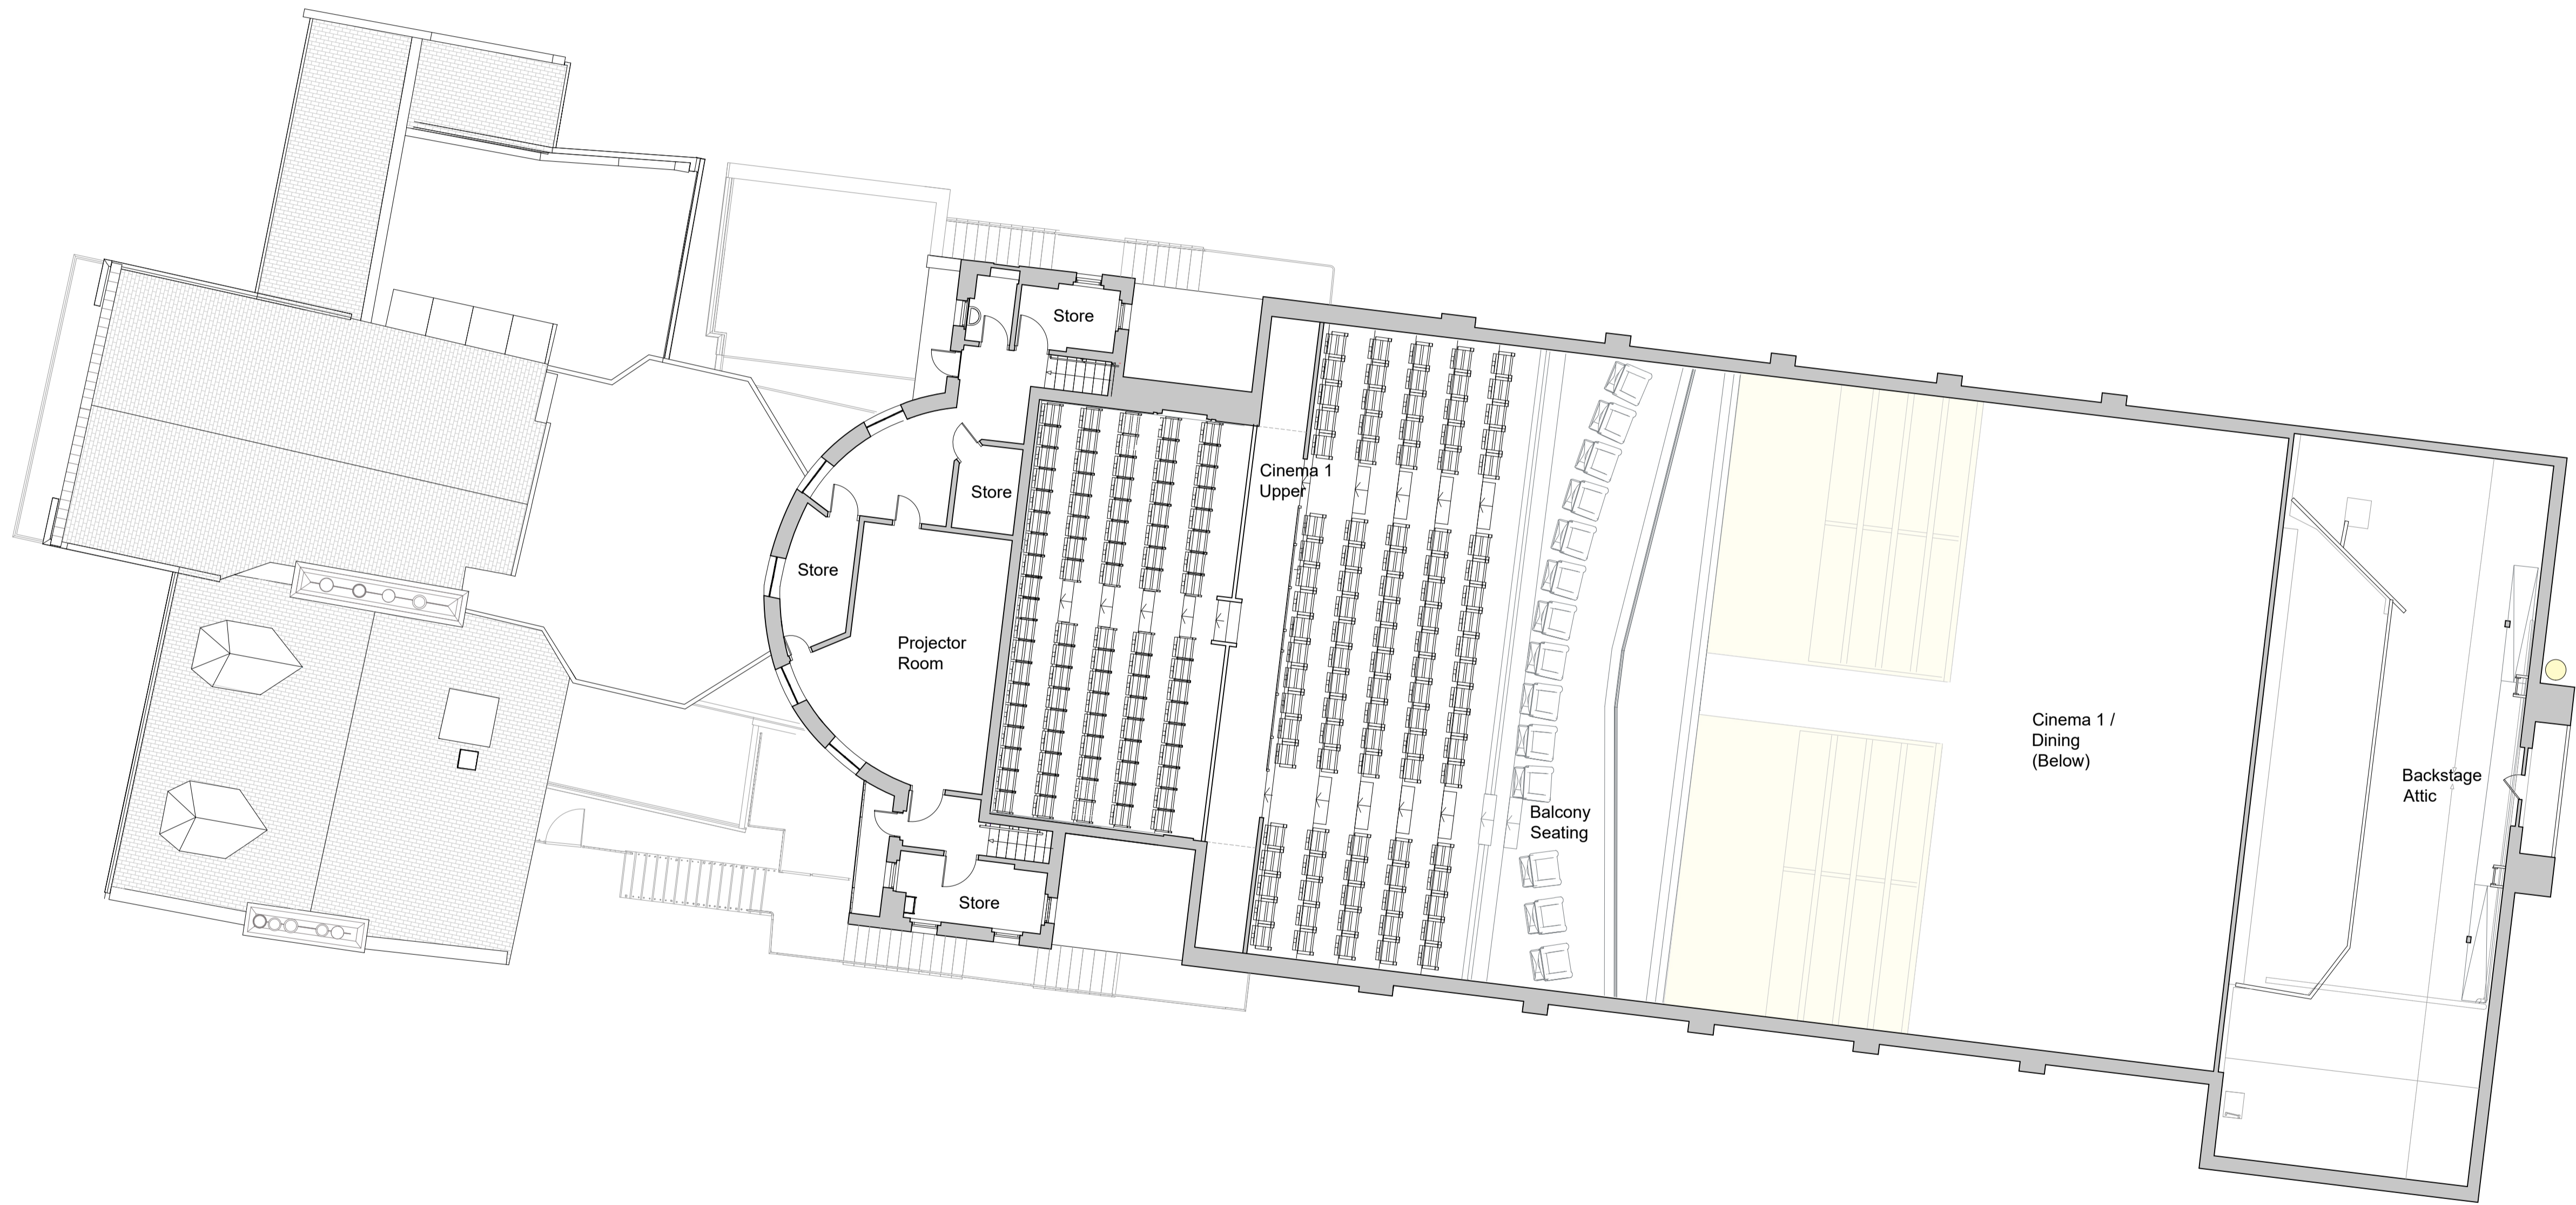 Store
Cinema 1
Upper
Store
Store
Projector
Room
Cinema 1 /
Dining
(Below)
Backstage
Attic
Balcony
Seating
Store